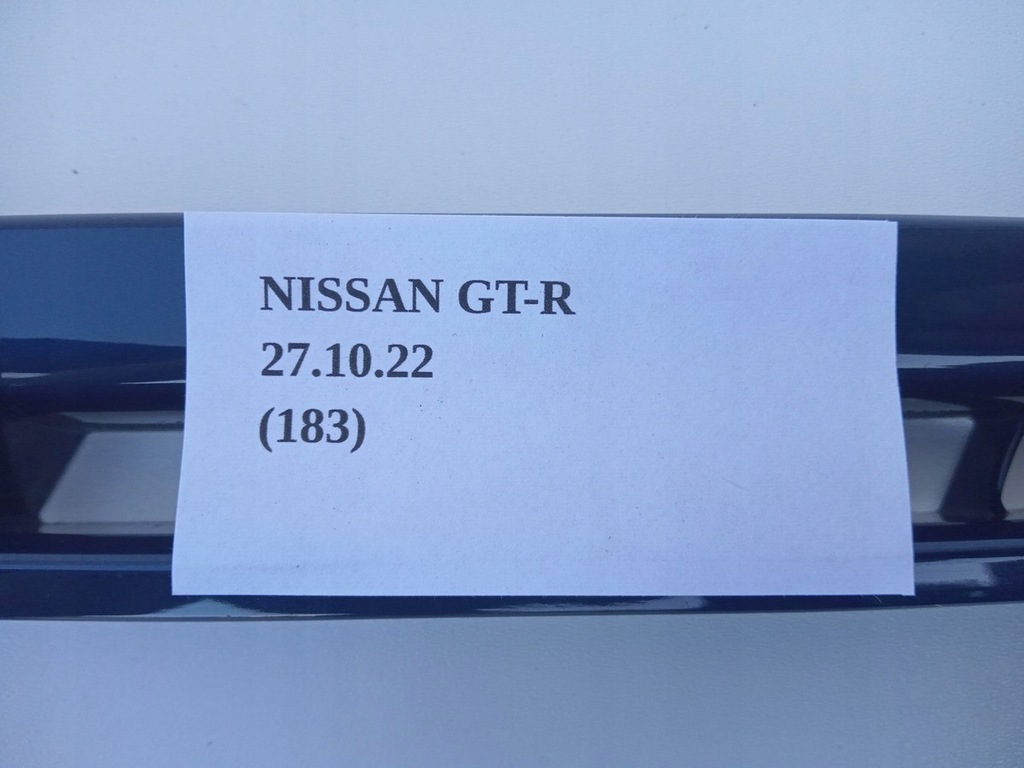 NISSAN GT-R
27.10.22
(183)